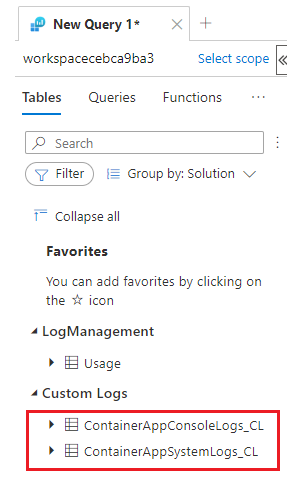 New Query 1*
workspacecebca9ba3 Select scope
Tables Queries Functions ...
Search
Filter Group by: Solution
Collapse all
Favorites
You can add favorites by clicking on
the ☆ icon
LogManagement
Usage
Custom Logs
ContainerAppConsoleLogs_CL
ContainerAppSystemLogs_CL